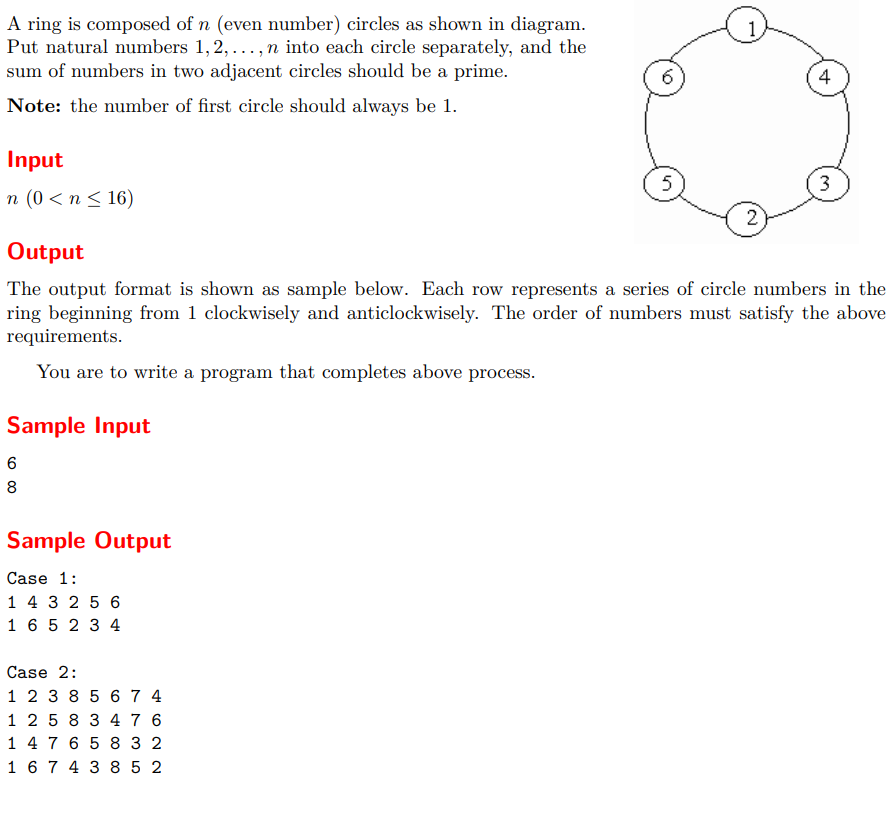 A ring is composed of n (even number) circles as shown in diagram.
Put natural numbers 1, 2, . . . , n into each circle separately, and the
sum of numbers in two adjacent circles should be a prime.
Note: the number of first circle should always be 1.
1
6
4
5
3
2
Input
n (0 < n ≤ 16)
Output
The output format is shown as sample below. Each row represents a series of circle numbers in the
ring beginning from 1 clockwisely and anticlockwisely. The order of numbers must satisfy the above
requirements.
You are to write a program that completes above process.
Sample Input
6
8
Sample Output
Case 1:
1 4 3 2 5 6
1 6 5 2 3 4
Case 2:
1 2 3 8 5 6 7 4
1 2 5 8 3 4 7 6
1 4 7 6 5 8 3 2
1 6 7 4 3 8 5 2